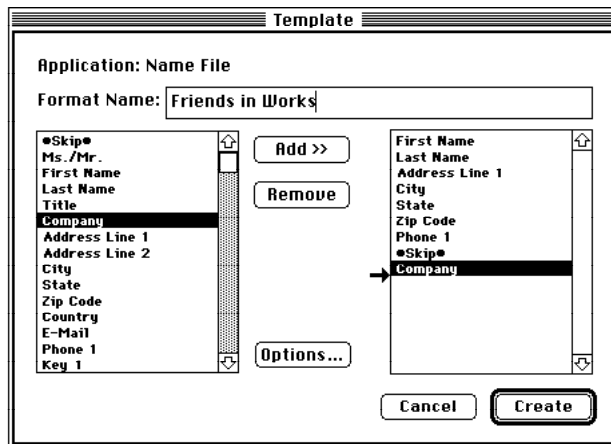 Template
Application: Name File
Format Name: Friends in Works
●Skip●
Ms./Mr.
First Name
Last Name
Title
Company
Address Line 1
Address Line 2
City
State
Zip Code
Country
E-Mail
Phone 1
Key 1
Add >>
Remove
Options...
First Name
Last Name
Address Line 1
City
State
Zip Code
Phone 1
●Skip●
Company
Cancel
Create